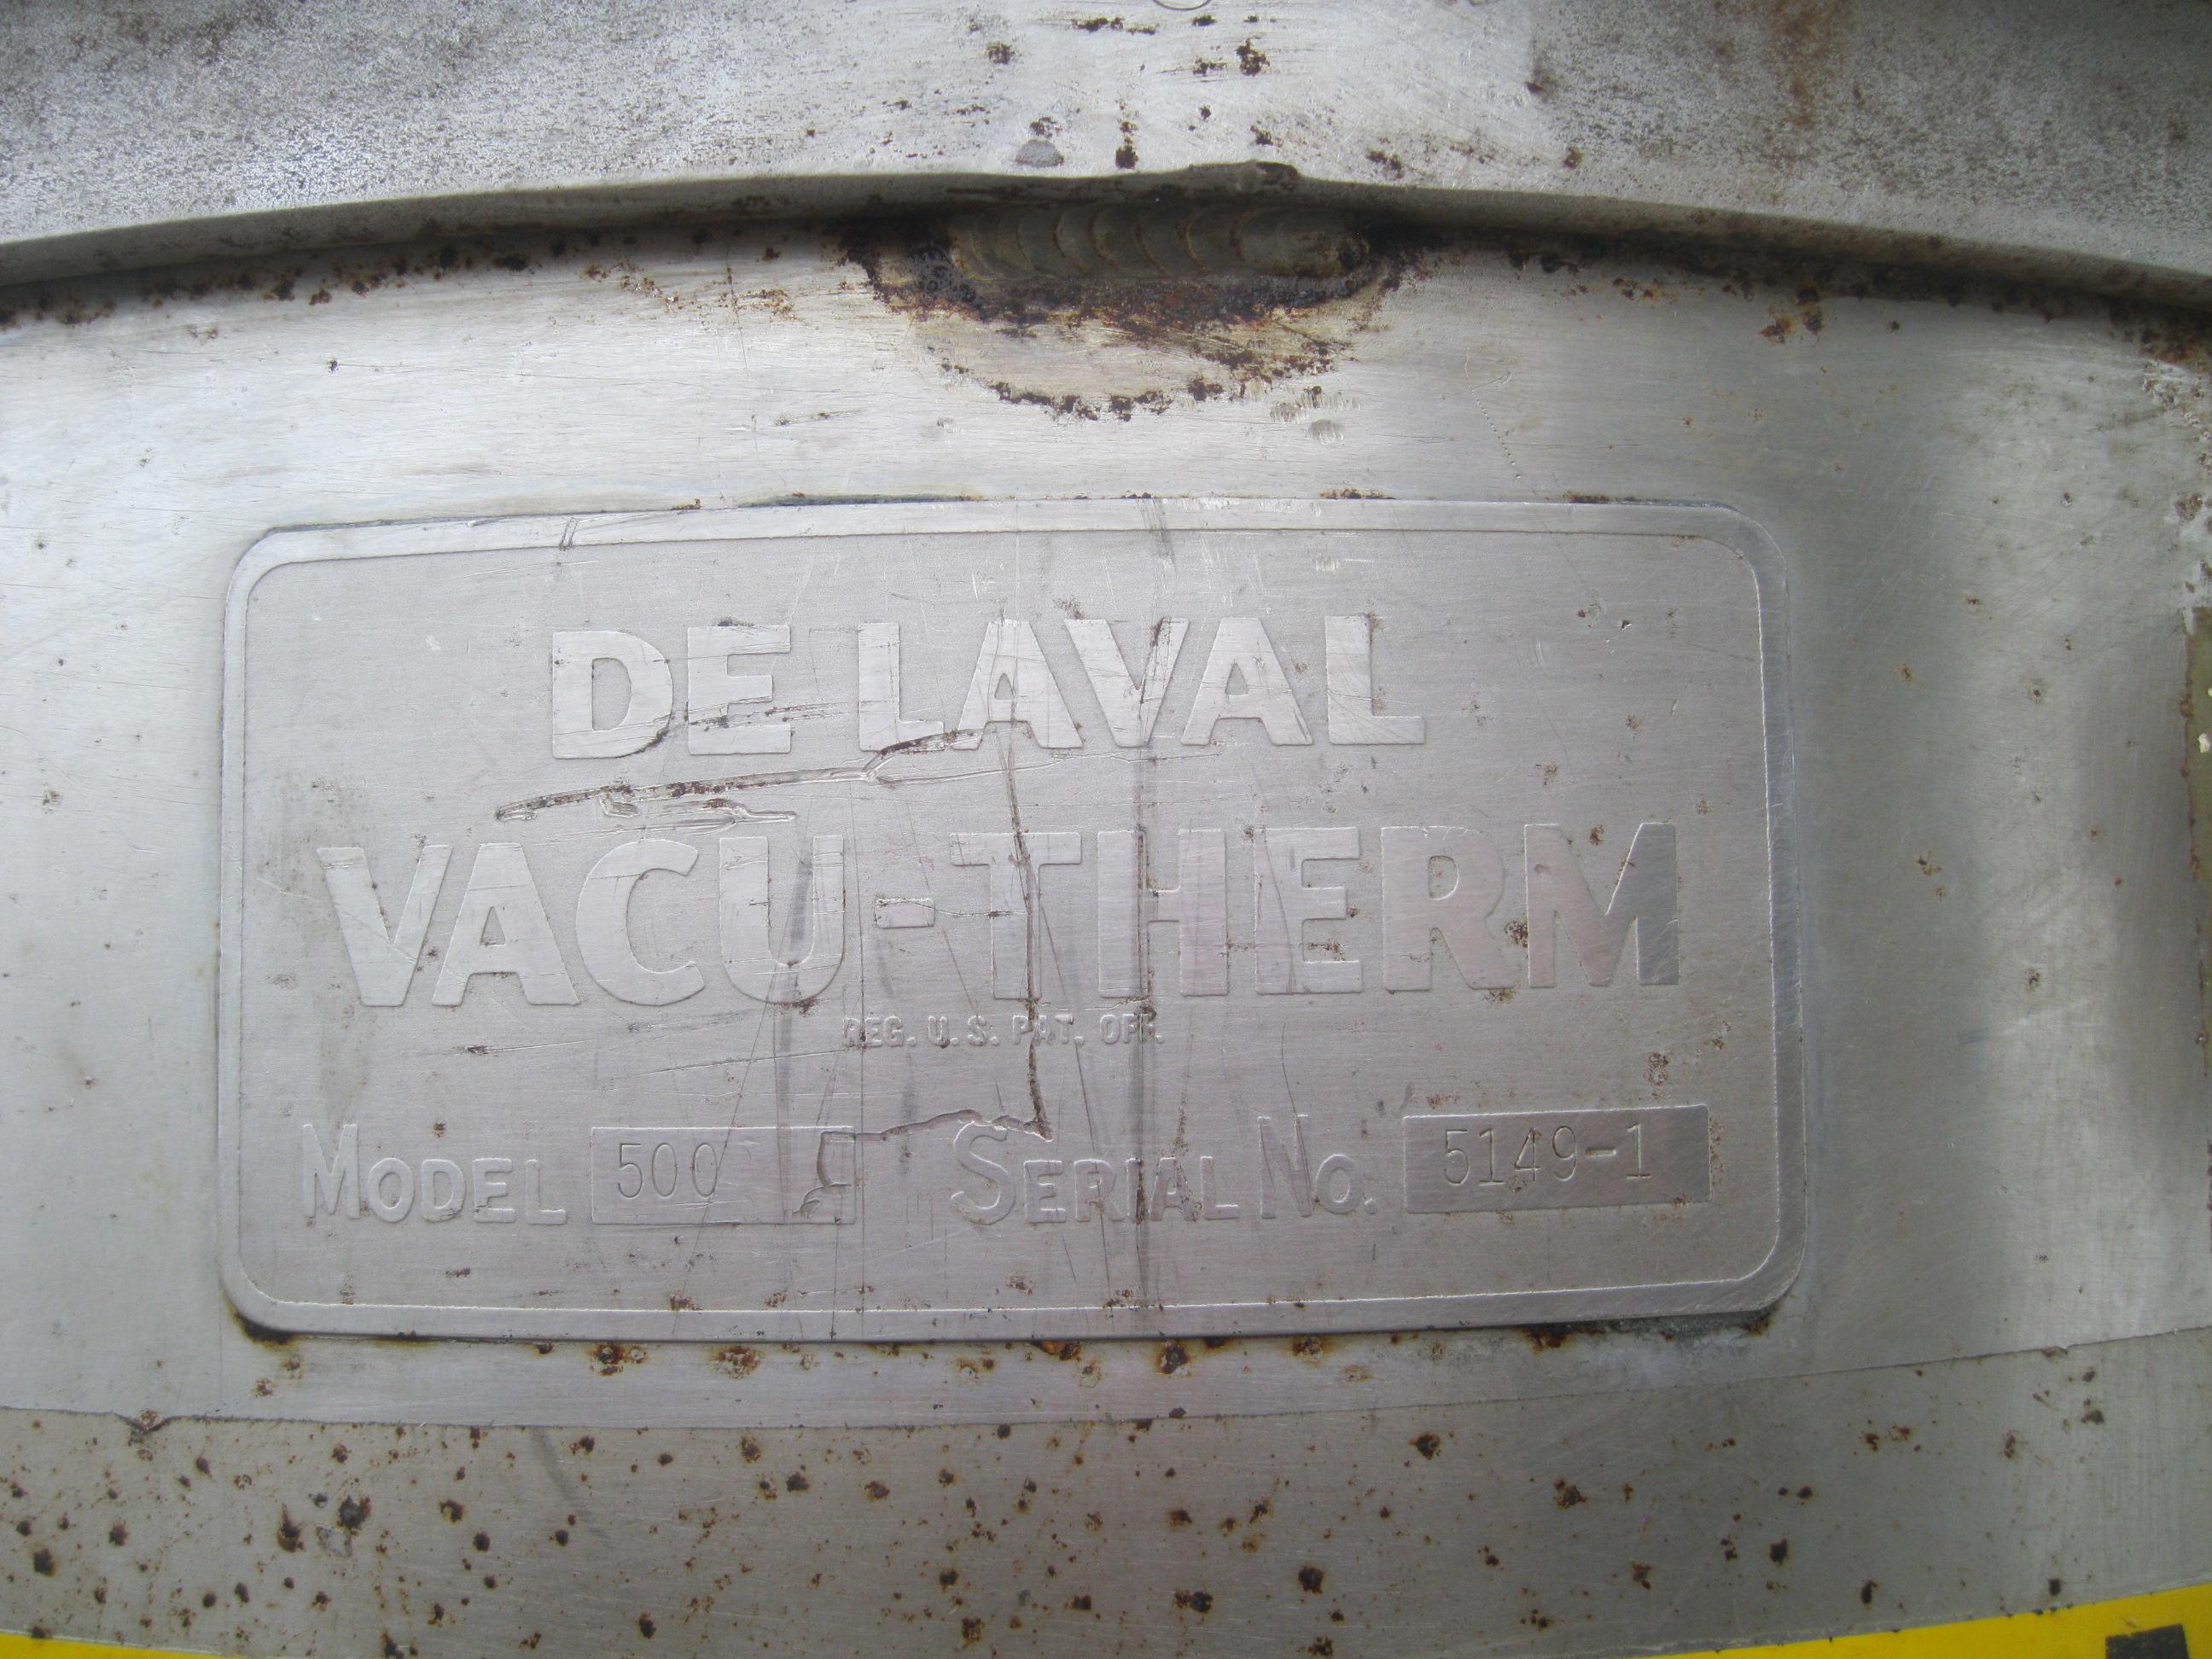 DE LAVAL
VACU-THERM
REG. U.S. PAT. OFF.
MODEL 500 SERIAL NO. 5149-1